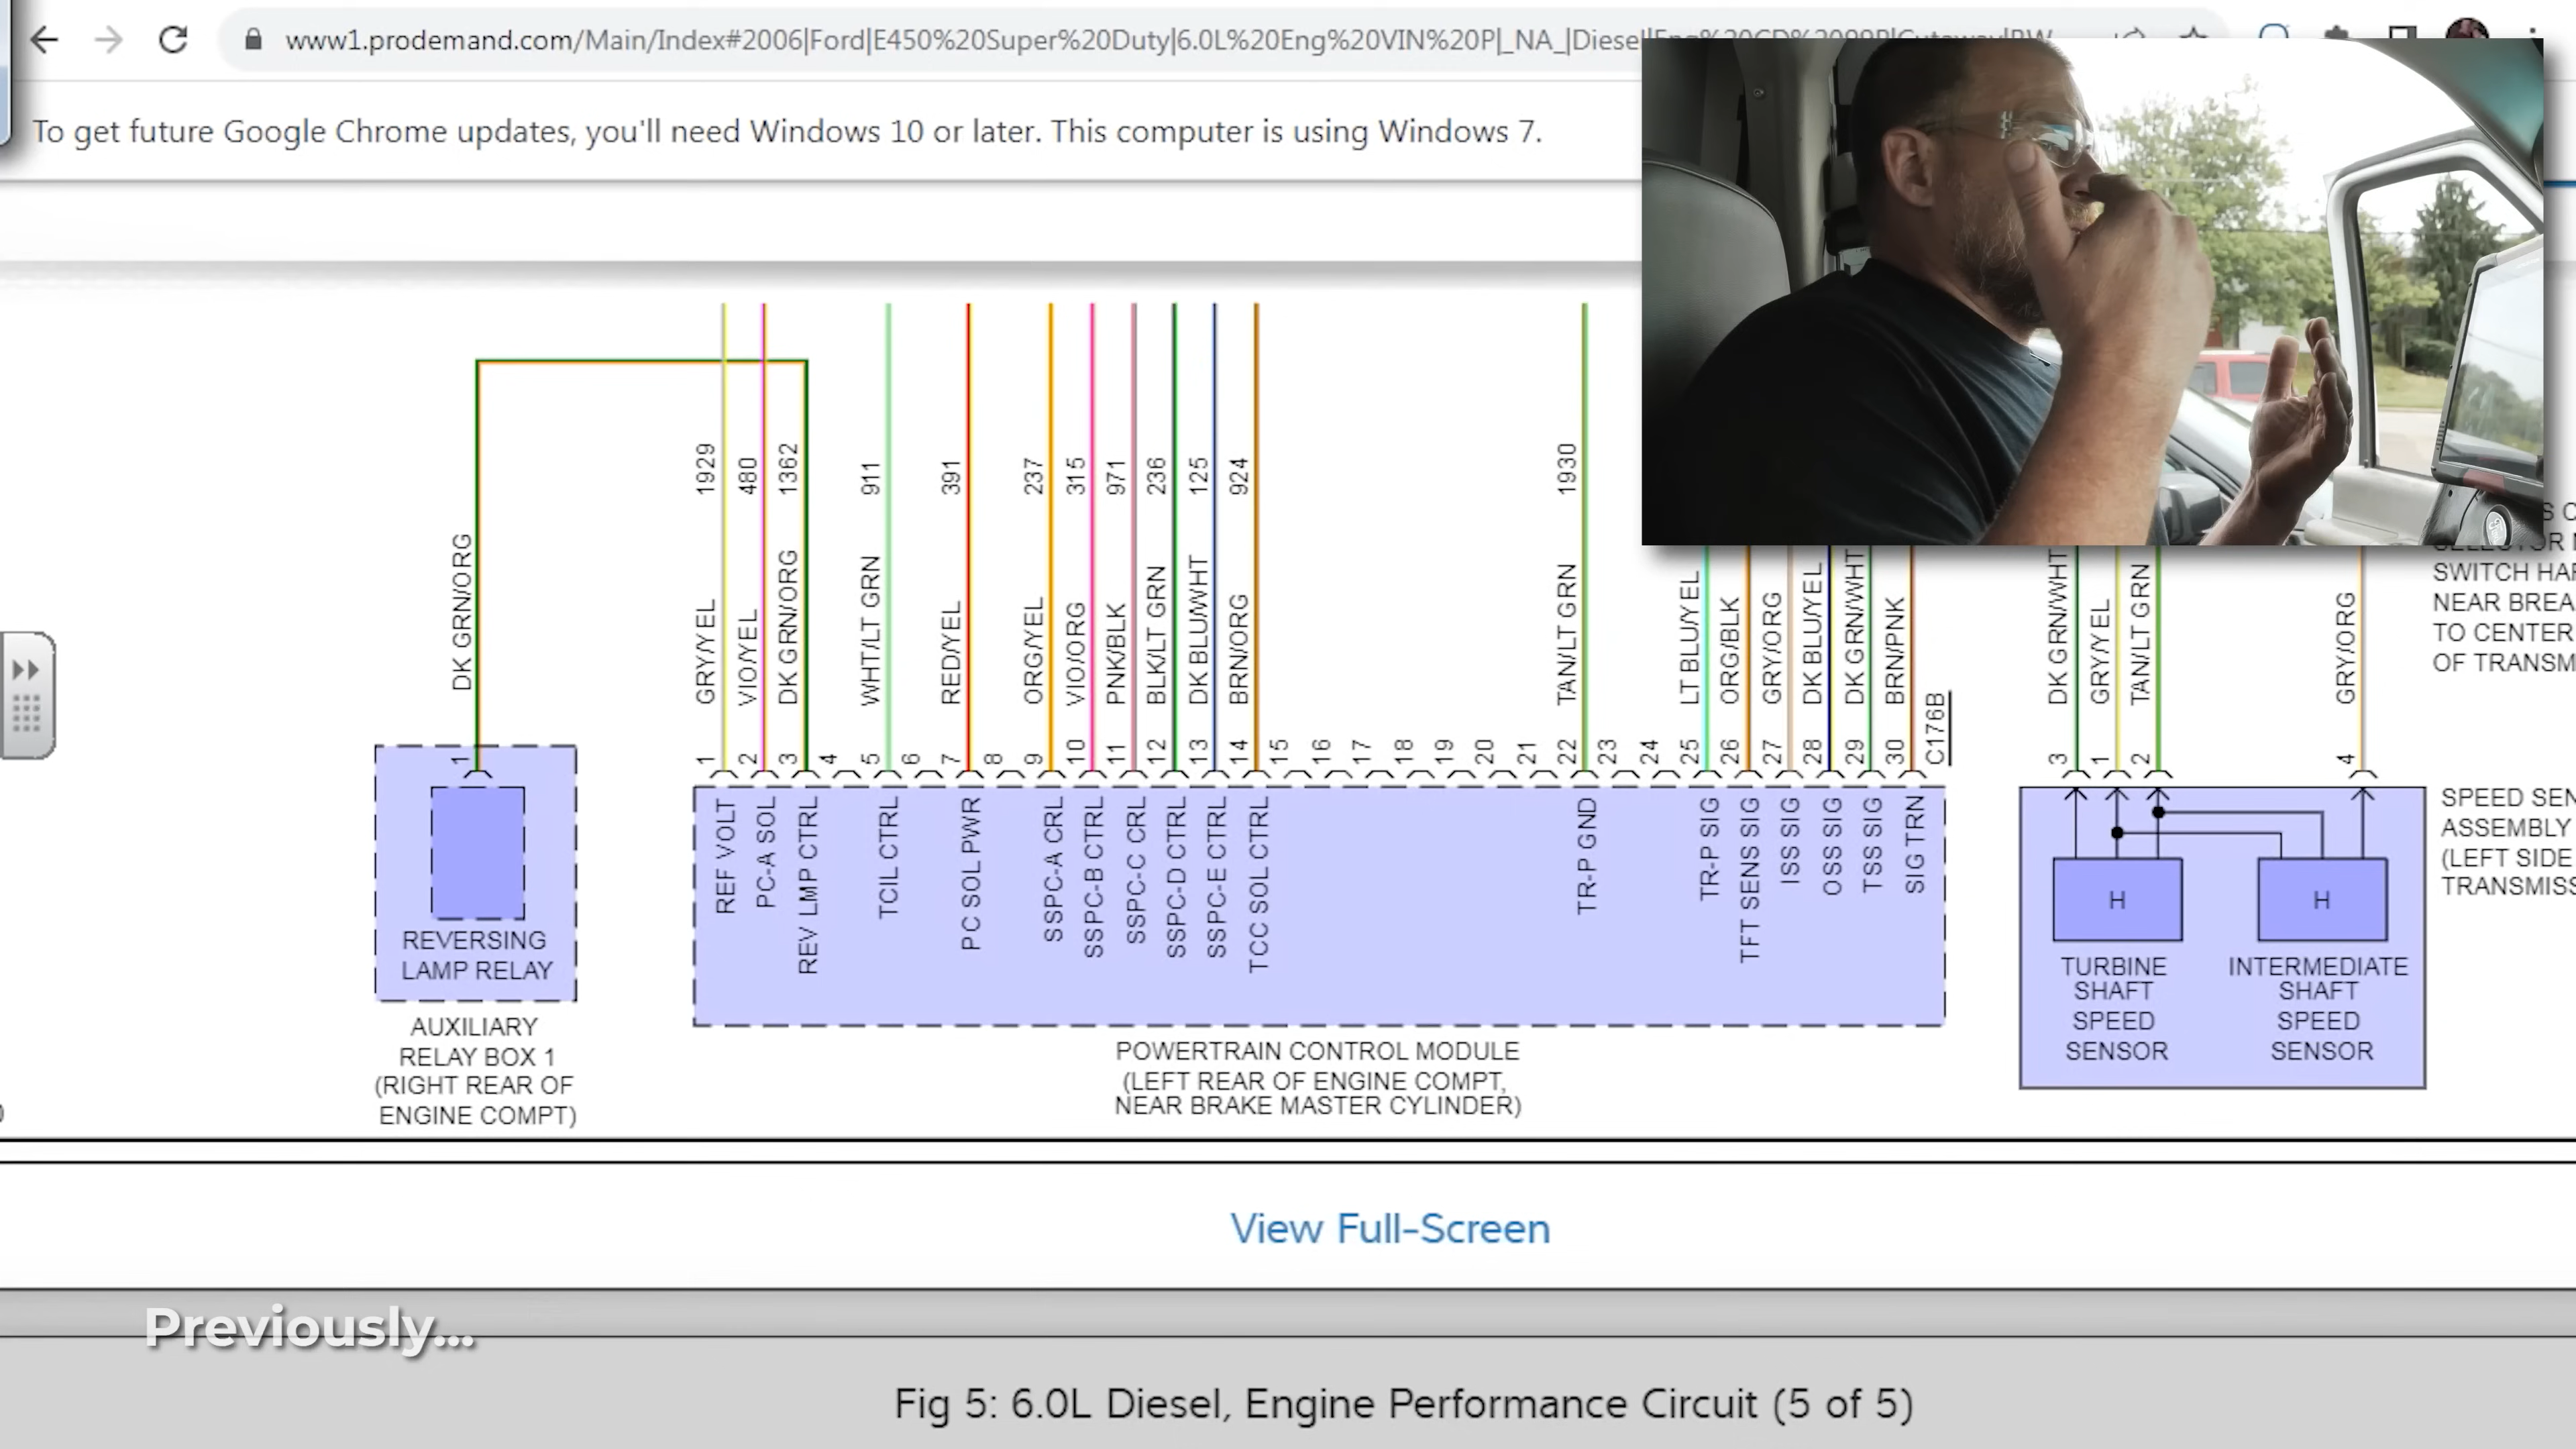 www1.prodemand.com/Main/Index#2006|Ford|E450%20Super%20Duty|6.0L%20Eng%20VIN%20P|_NA_|Diesel
To get future Google Chrome updates, you'll need Windows 10 or later. This computer is using Windows 7.
1929
480
1362
911
391
237
315
971
236
125
924
1930
DK GRN/ORG
GRY/YEL
VIO/YEL
DK GRN/ORG
WHT/LT GRN
RED/YEL
ORG/YEL
VIO/ORG
PNK/BLK
BLK/LT GRN
DK BLU/WHT
BRN/ORG
TAN/LT GRN
LT BLU/YEL
ORG/BLK
GRY/ORG
DK BLU/YEL
DK GRN/WHT
BRN/PNK
C176B
DK GRN/WHT
GRY/YEL
TAN/LT GRN
GRY/ORG
SWITCH HA
NEAR BREA
TO CENTER
OF TRANSM
1
1 2 3 4 5 6 7 8 9 10 11 12 13 14 15 16 17 18 19 20 21 22 23 24 25 26 27 28 29 30
3 1 2 4
REF VOLT
PC-A SOL
REV LMP CTRL
TCIL CTRL
PC SOL PWR
SSPC-A CRL
SSPC-B CTRL
SSPC-C CRL
SSPC-D CTRL
SSPC-E CTRL
TCC SOL CTRL
TR-P GND
TR-P SIG
TFT SENS SIG
ISS SIG
OSS SIG
TSS SIG
SIG TRN
H
H
SPEED SEN
ASSEMBLY
(LEFT SIDE
TRANSMISS
REVERSING
LAMP RELAY
AUXILIARY
RELAY BOX 1
(RIGHT REAR OF
ENGINE COMPT)
POWERTRAIN CONTROL MODULE
(LEFT REAR OF ENGINE COMPT,
NEAR BRAKE MASTER CYLINDER)
TURBINE
SHAFT
SPEED
SENSOR
INTERMEDIATE
SHAFT
SPEED
SENSOR
View Full-Screen
Previously...
Fig 5: 6.0L Diesel, Engine Performance Circuit (5 of 5)